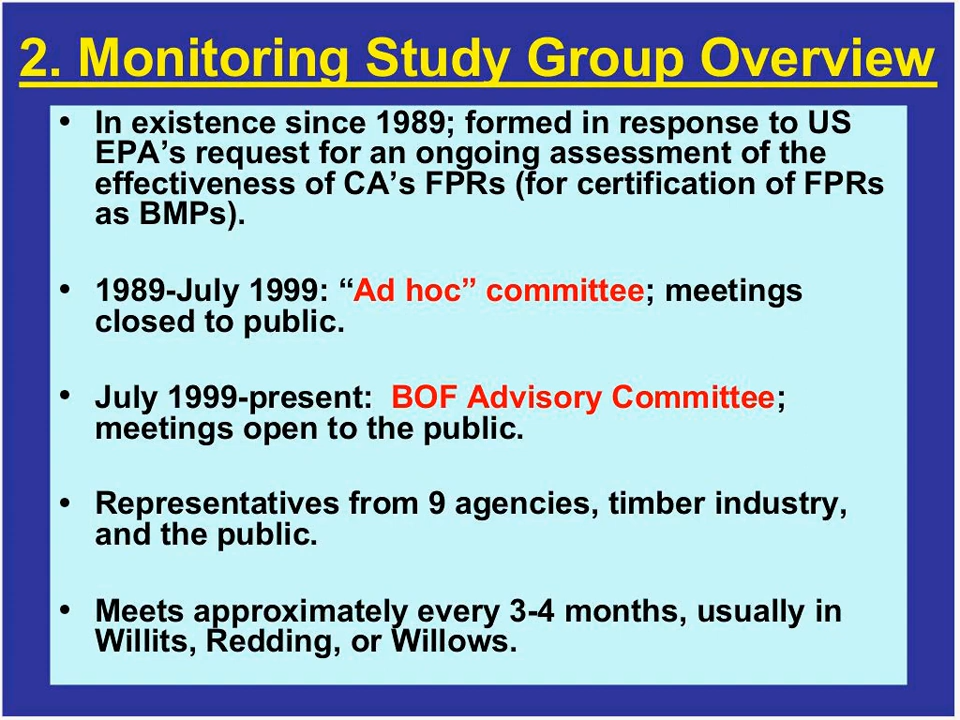 2. Monitoring Study Group Overview
• In existence since 1989; formed in response to US
EPA’s request for an ongoing assessment of the
effectiveness of CA’s FPRs (for certification of FPRs
as BMPs).
• 1989-July 1999: “Ad hoc” committee; meetings
closed to public.
• July 1999-present:  BOF Advisory Committee;
meetings open to the public.
• Representatives from 9 agencies, timber industry,
and the public.
• Meets approximately every 3-4 months, usually in
Willits, Redding, or Willows.